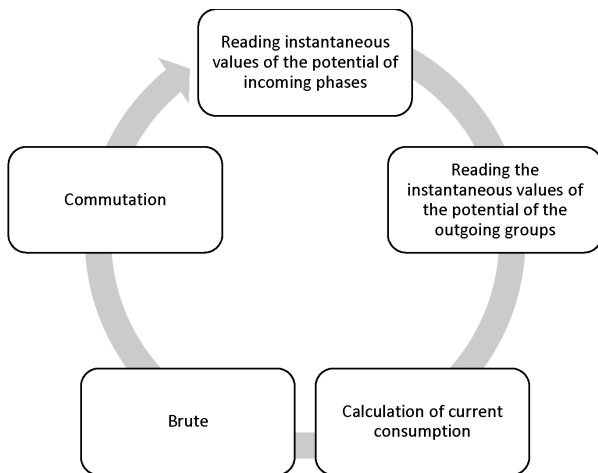 Reading instantaneous
values of the potential of
incoming phases
Reading the
instantaneous values of
the potential of the
outgoing groups
Calculation of current
consumption
Brute
Commutation